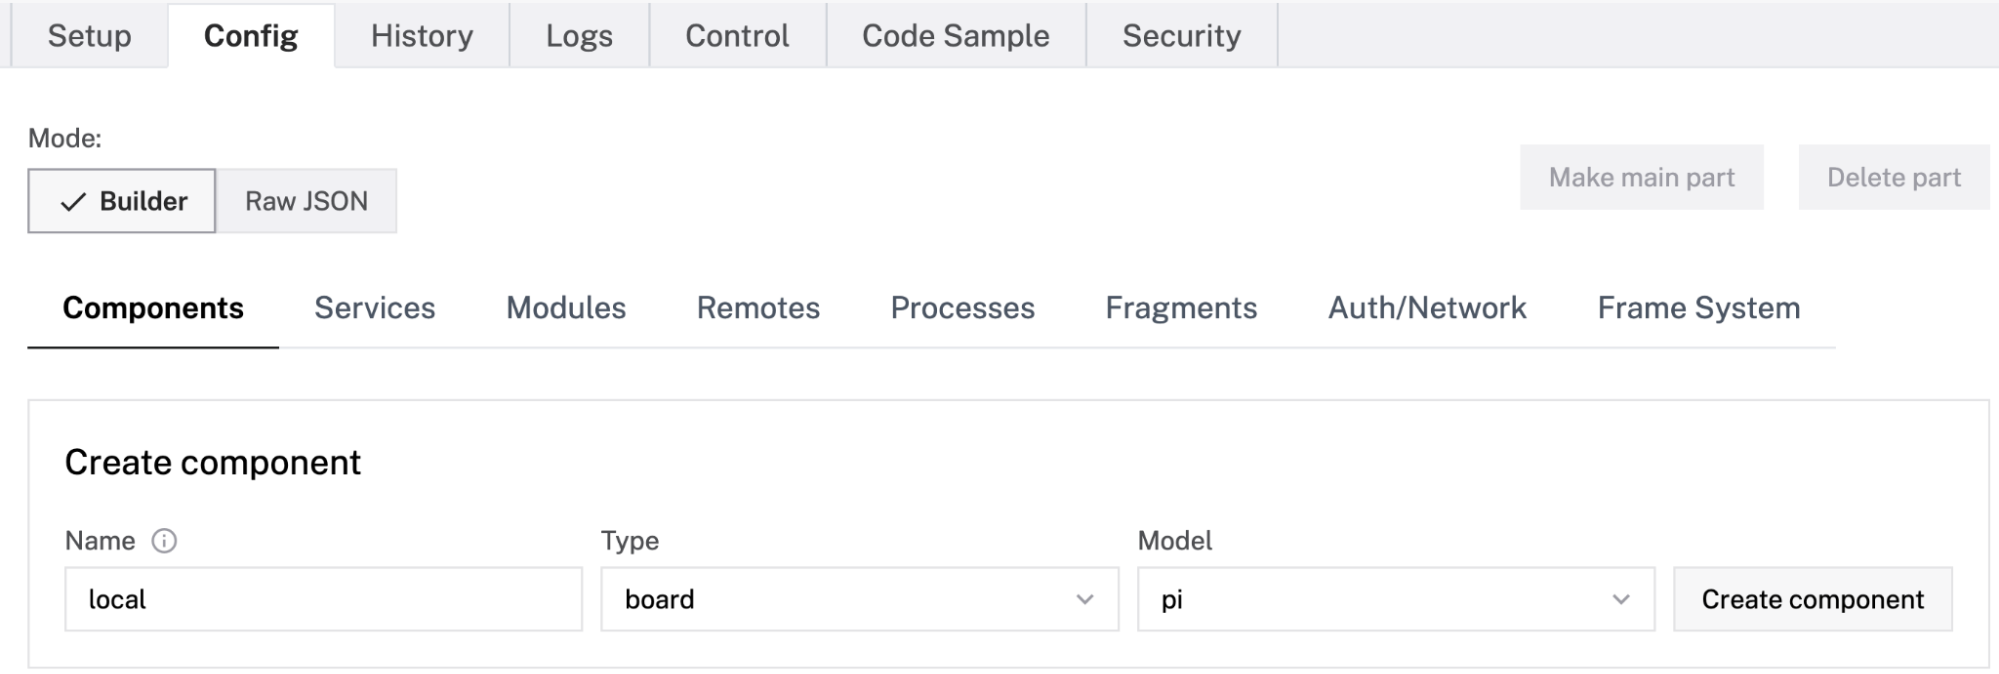 Setup Config History Logs Control Code Sample Security
Mode:
Builder Raw JSON
Make main part Delete part
Components Services Modules Remotes Processes Fragments Auth/Network Frame System
Create component
Name Type Model
local board pi Create component